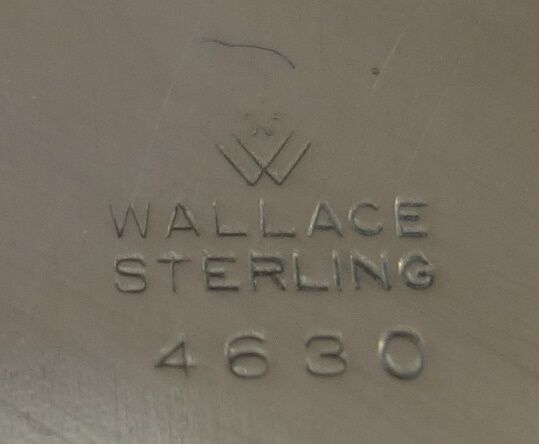 W
WALLACE
STERLING
4630